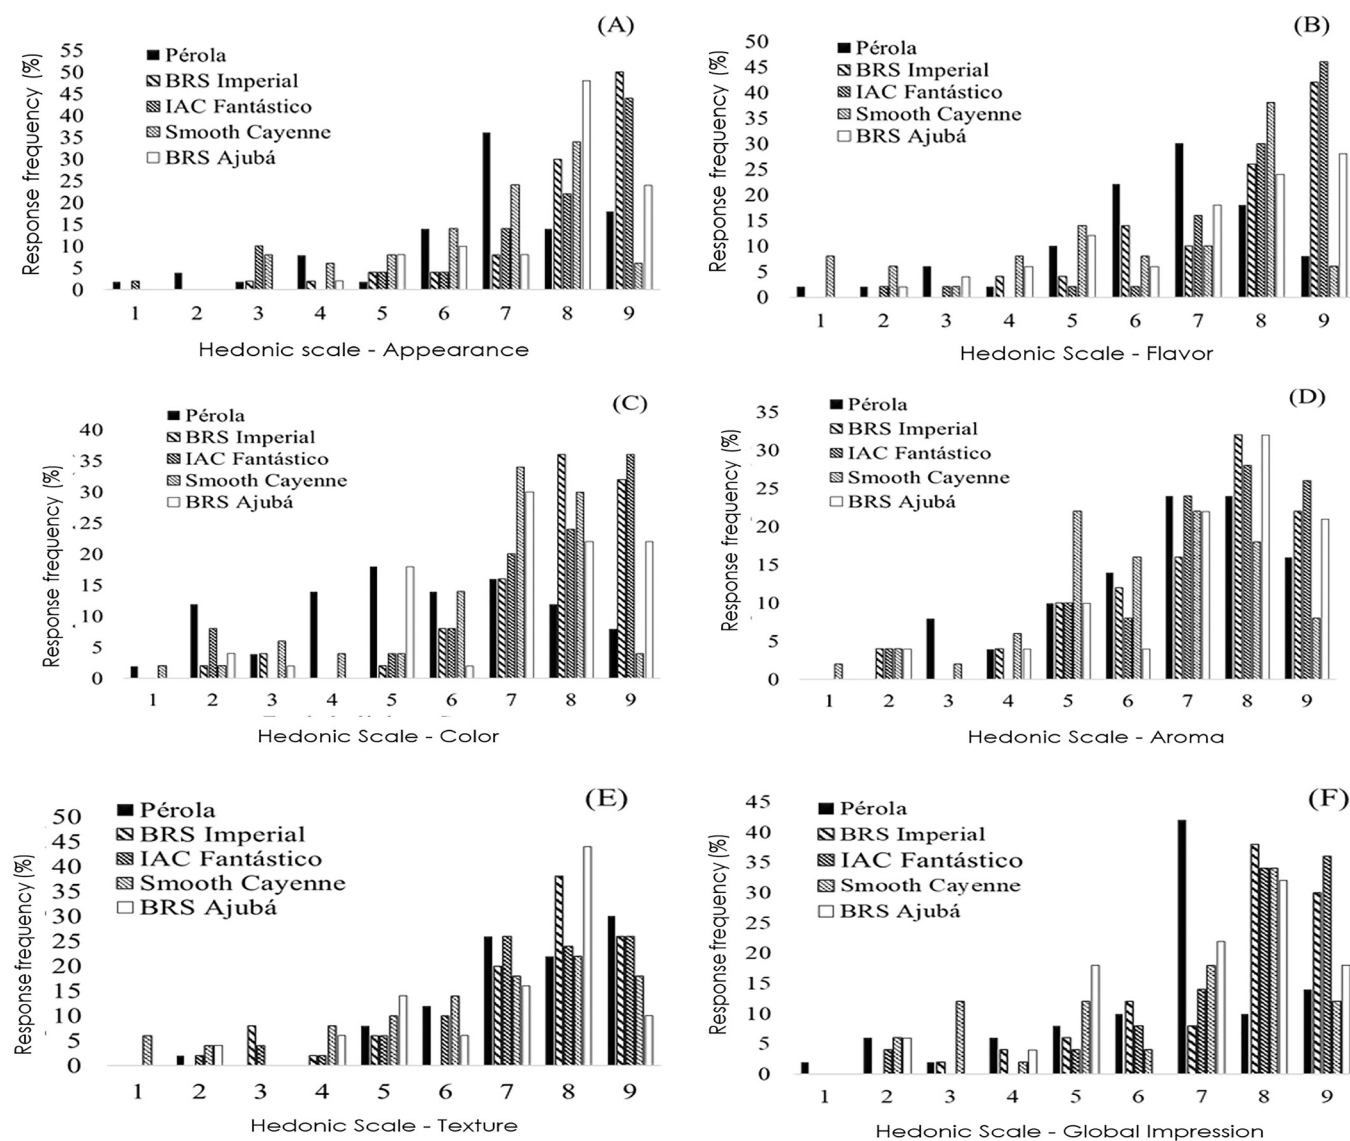 (A)
Response frequency (%)
55
50
45
40
35
30
25
20
15
10
5
0
Pérola
BRS Imperial
IAC Fantástico
Smooth Cayenne
BRS Ajubá
1 2 3 4 5 6 7 8 9
Hedonic scale - Appearance
(B)
Response frequency (%)
50
45
40
35
30
25
20
15
10
5
0
Pérola
BRS Imperial
IAC Fantástico
Smooth Cayenne
BRS Ajubá
1 2 3 4 5 6 7 8 9
Hedonic Scale - Flavor
(C)
Response frequency (%)
40
35
30
25
20
15
10
5
0
Pérola
BRS Imperial
IAC Fantástico
Smooth Cayenne
BRS Ajubá
1 2 3 4 5 6 7 8 9
Hedonic Scale - Color
(D)
Response frequency (%)
35
30
25
20
15
10
5
0
Pérola
BRS Imperial
IAC Fantástico
Smooth Cayenne
BRS Ajubá
1 2 3 4 5 6 7 8 9
Hedonic Scale - Aroma
(E)
Response frequency (%)
50
45
40
35
30
25
20
15
10
5
0
Pérola
BRS Imperial
IAC Fantástico
Smooth Cayenne
BRS Ajubá
1 2 3 4 5 6 7 8 9
Hedonic Scale - Texture
(F)
Response frequency (%)
45
40
35
30
25
20
15
10
5
0
Pérola
BRS Imperial
IAC Fantástico
Smooth Cayenne
BRS Ajubá
1 2 3 4 5 6 7 8 9
Hedonic Scale - Global Impression